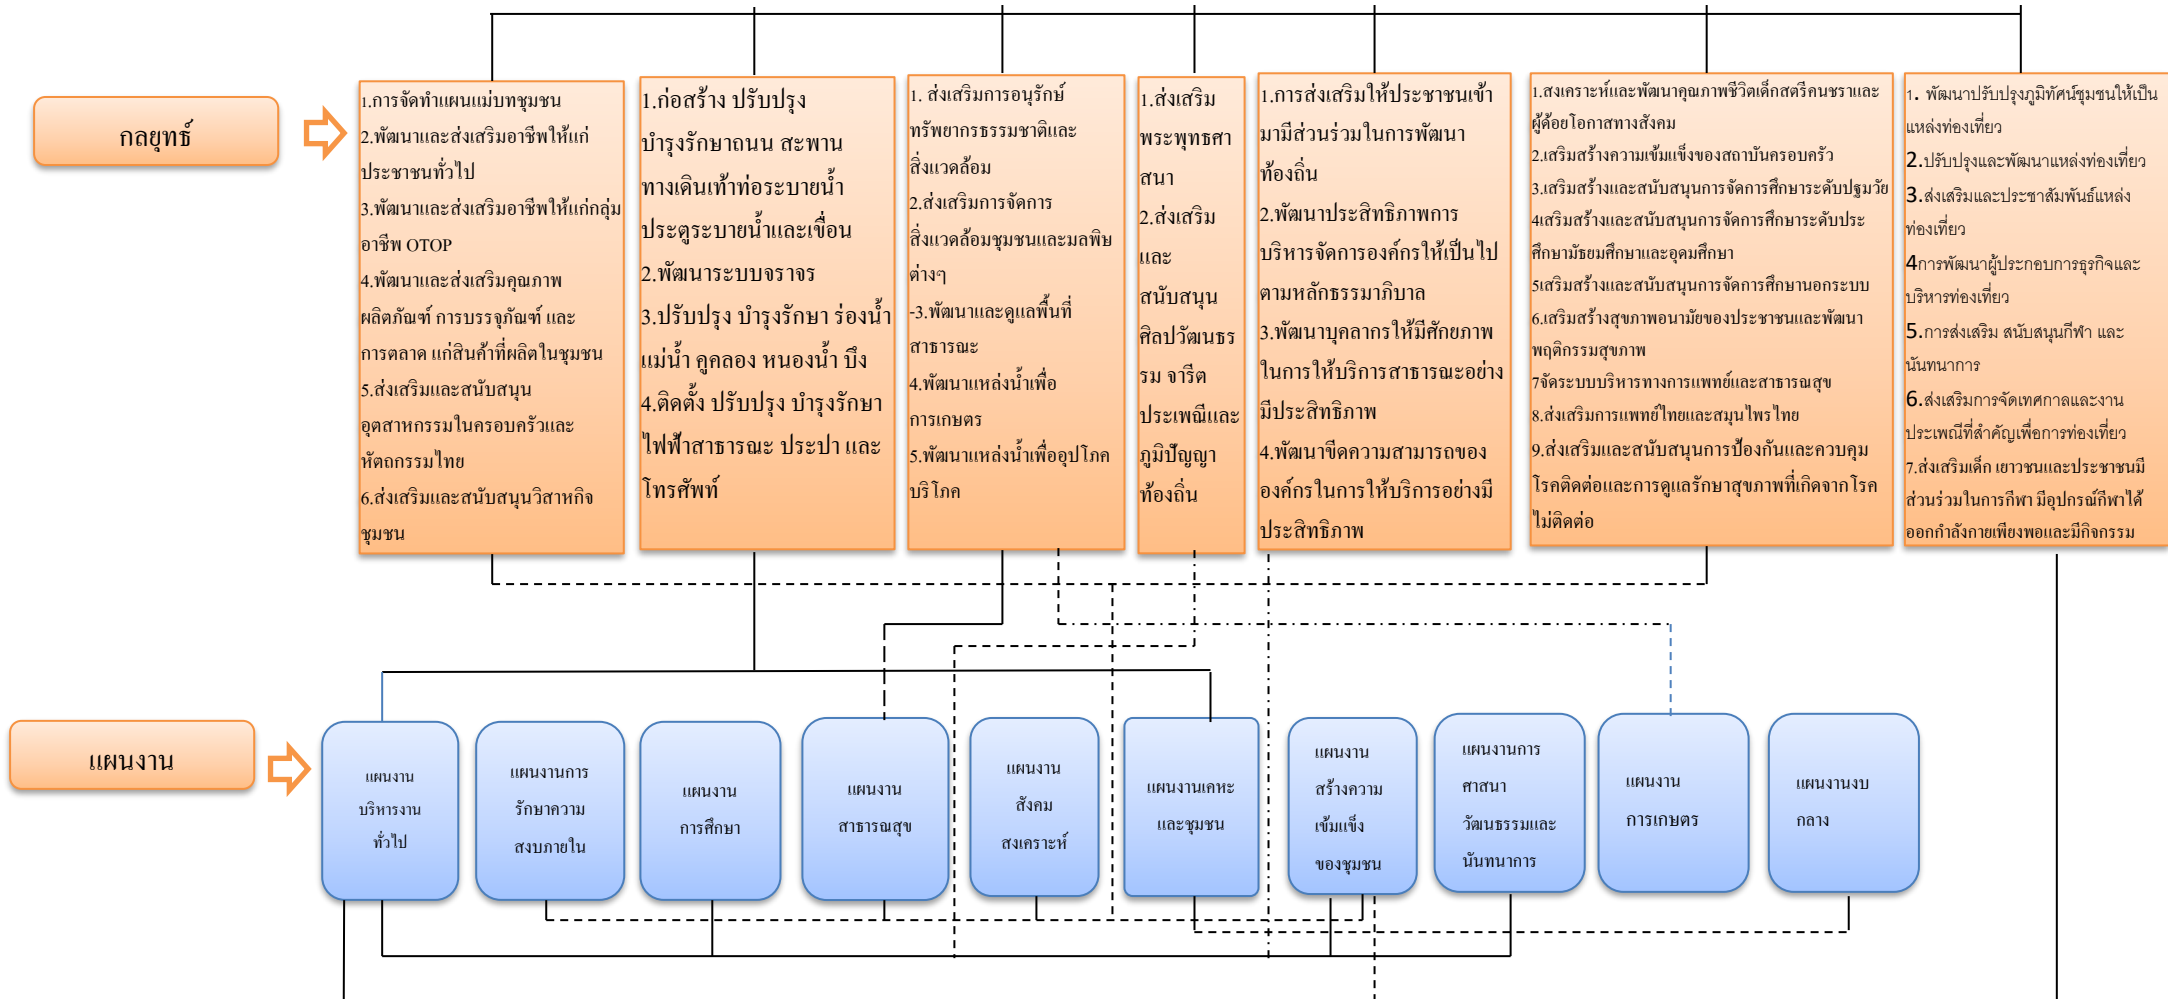 กลยุทธ์
1.การจัดทำแผนแม่บทชุมชน
2.พัฒนาและส่งเสริมอาชีพให้แก่
ประชาชนทั่วไป
3.พัฒนาและส่งเสริมอาชีพให้แก่กลุ่ม
อาชีพ OTOP
4.พัฒนาและส่งเสริมคุณภาพ
ผลิตภัณฑ์ การบรรจุภัณฑ์ และ
การตลาด แก่สินค้าที่ผลิตในชุมชน
5.ส่งเสริมและสนับสนุน
อุตสาหกรรมในครอบครัวและ
หัตถกรรมไทย
6.ส่งเสริมและสนับสนุนวิสาหกิจ
ชุมชน
1.ก่อสร้าง ปรับปรุง
บำรุงรักษาถนน สะพาน
ทางเดินเท้าท่อระบายน้ำ
ประตูระบายน้ำและเขื่อน
2.พัฒนาระบบจราจร
3.ปรับปรุง บำรุงรักษา ร่องน้ำ
แม่น้ำ คูคลอง หนองน้ำ บึง
4.ติดตั้ง ปรับปรุง บำรุงรักษา
ไฟฟ้าสาธารณะ ประปา และ
โทรศัพท์
1. ส่งเสริมการอนุรักษ์
ทรัพยากรธรรมชาติและ
สิ่งแวดล้อม
2.ส่งเสริมการจัดการ
สิ่งแวดล้อมชุมชนและมลพิษ
ต่างๆ
-3.พัฒนาและดูแลพื้นที่
สาธารณะ
4.พัฒนาแหล่งน้ำเพื่อ
การเกษตร
5.พัฒนาแหล่งน้ำเพื่ออุปโภค
บริโภค
1.ส่งเสริม
พระพุทธศา
สนา
2.ส่งเสริม
และ
สนับสนุน
ศิลปวัฒนธร
รม จารีต
ประเพณีและ
ภูมิปัญญา
ท้องถิ่น
1.การส่งเสริมให้ประชาชนเข้า
มามีส่วนร่วมในการพัฒนา
ท้องถิ่น
2.พัฒนาประสิทธิภาพการ
บริหารจัดการองค์กรให้เป็นไป
ตามหลักธรรมาภิบาล
3.พัฒนาบุคลากรให้มีศักยภาพ
ในการให้บริการสาธารณะอย่าง
มีประสิทธิภาพ
4.พัฒนาขีดความสามารถของ
องค์กรในการให้บริการอย่างมี
ประสิทธิภาพ
1.สงเคราะห์และพัฒนาคุณภาพชีวิตเด็กสตรีคนชราและ
ผู้ด้อยโอกาสทางสังคม
2.เสริมสร้างความเข้มแข็งของสถาบันครอบครัว
3.เสริมสร้างและสนับสนุนการจัดการศึกษาระดับปฐมวัย
4เสริมสร้างและสนับสนุนการจัดการศึกษาระดับประ
ศึกษามัธยมศึกษาและอุดมศึกษา
5เสริมสร้างและสนับสนุนการจัดการศึกษานอกระบบ
6.เสริมสร้างสุขภาพอนามัยของประชาชนและพัฒนา
พฤติกรรมสุขภาพ
7จัดระบบบริหารทางการแพทย์และสาธารณสุข
8.ส่งเสริมการแพทย์ไทยและสมุนไพรไทย
9.ส่งเสริมและสนับสนุนการป้องกันและควบคุม
โรคติดต่อและการดูแลรักษาสุขภาพที่เกิดจากโรค
ไม่ติดต่อ
1. พัฒนาปรับปรุงภูมิทัศน์ชุมชนให้เป็น
แหล่งท่องเที่ยว
2.ปรับปรุงและพัฒนาแหล่งท่องเที่ยว
3.ส่งเสริมและประชาสัมพันธ์แหล่ง
ท่องเที่ยว
4การพัฒนาผู้ประกอบการธุรกิจและ
บริหารท่องเที่ยว
5.การส่งเสริม สนับสนุนกีฬา และ
นันทนาการ
6.ส่งเสริมการจัดเทศกาลและงาน
ประเพณีที่สำคัญเพื่อการท่องเที่ยว
7.ส่งเสริมเด็ก เยาวชนและประชาชนมี
ส่วนร่วมในการกีฬา มีอุปกรณ์กีฬาได้
ออกกำลังกายเพียงพอและมีกิจกรรม
แผนงาน
แผนงาน
บริหารงาน
ทั่วไป
แผนงานการ
รักษาความ
สงบภายใน
แผนงาน
การศึกษา
แผนงาน
สาธารณสุข
แผนงาน
สังคม
สงเคราะห์
แผนงานเคหะ
และชุมชน
แผนงาน
สร้างความ
เข้มแข็ง
ของชุมชน
แผนงานการ
ศาสนา
วัฒนธรรมและ
นันทนาการ
แผนงาน
การเกษตร
แผนงานงบ
กลาง